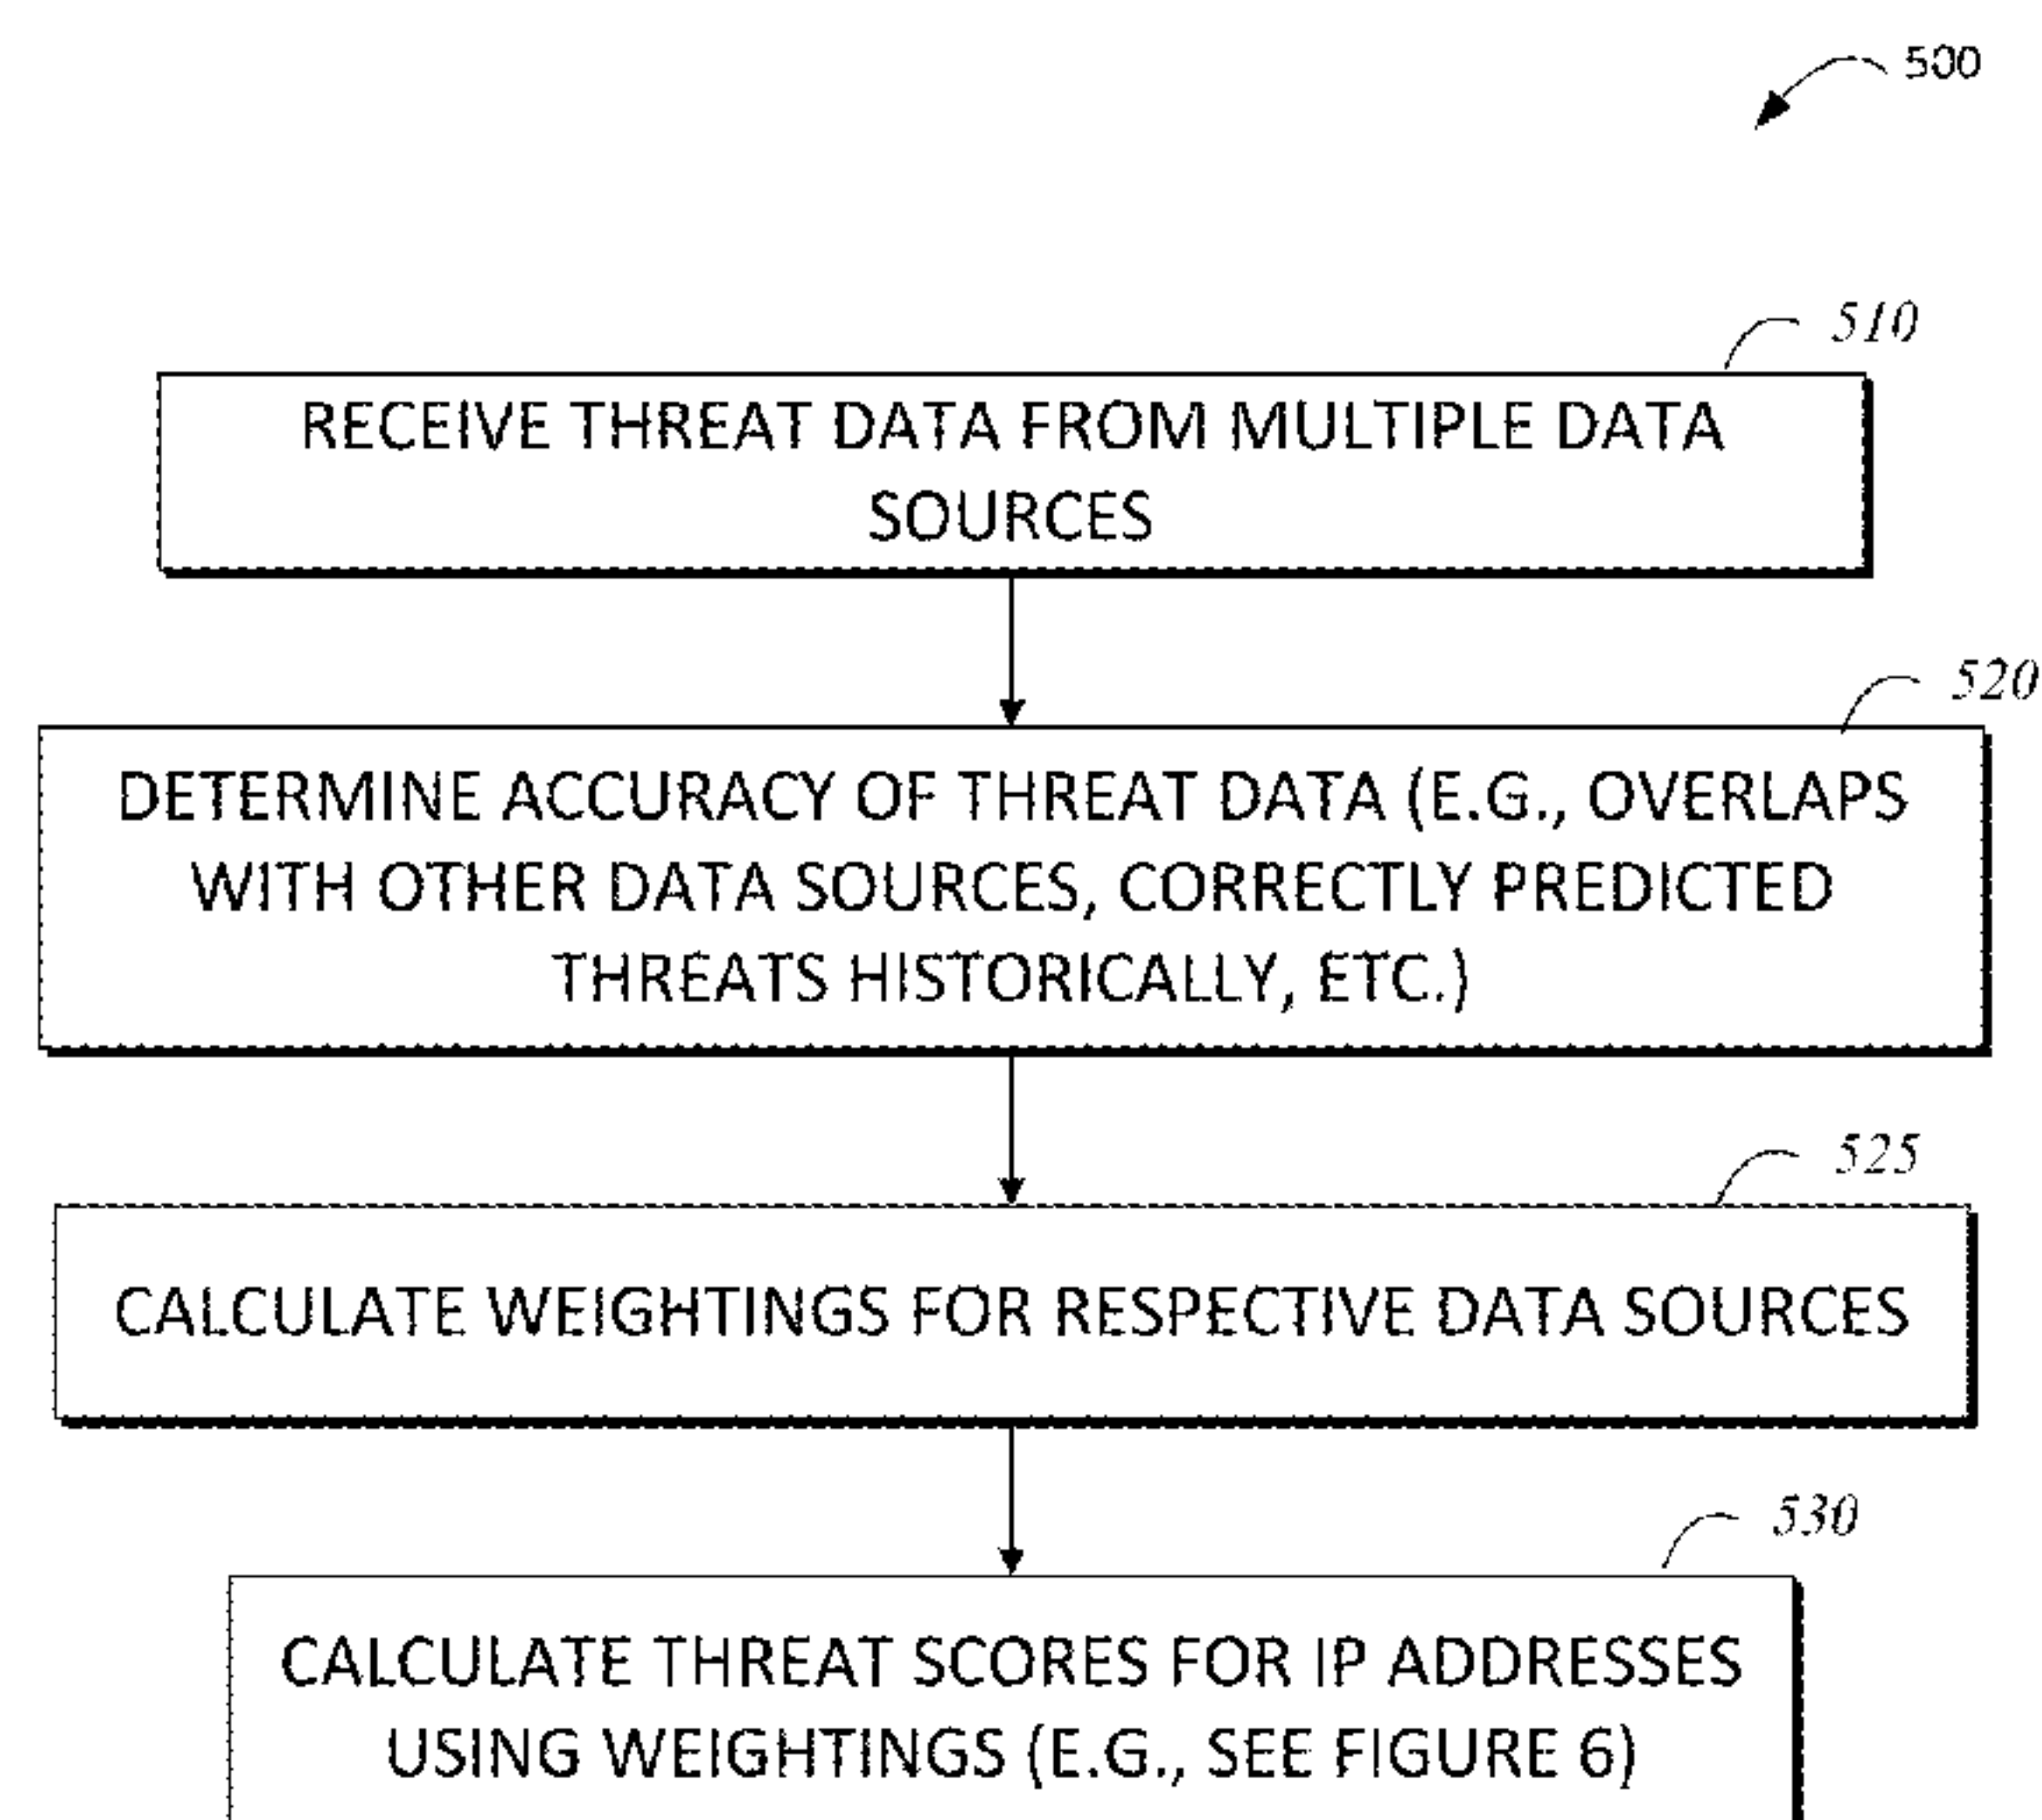 500
510
RECEIVE THREAT DATA FROM MULTIPLE DATA
SOURCES
520
DETERMINE ACCURACY OF THREAT DATA (E.G., OVERLAPS
WITH OTHER DATA SOURCES, CORRECTLY PREDICTED
THREATS HISTORICALLY, ETC.)
525
CALCULATE WEIGHTINGS FOR RESPECTIVE DATA SOURCES
530
CALCULATE THREAT SCORES FOR IP ADDRESSES
USING WEIGHTINGS (E.G., SEE FIGURE 6)